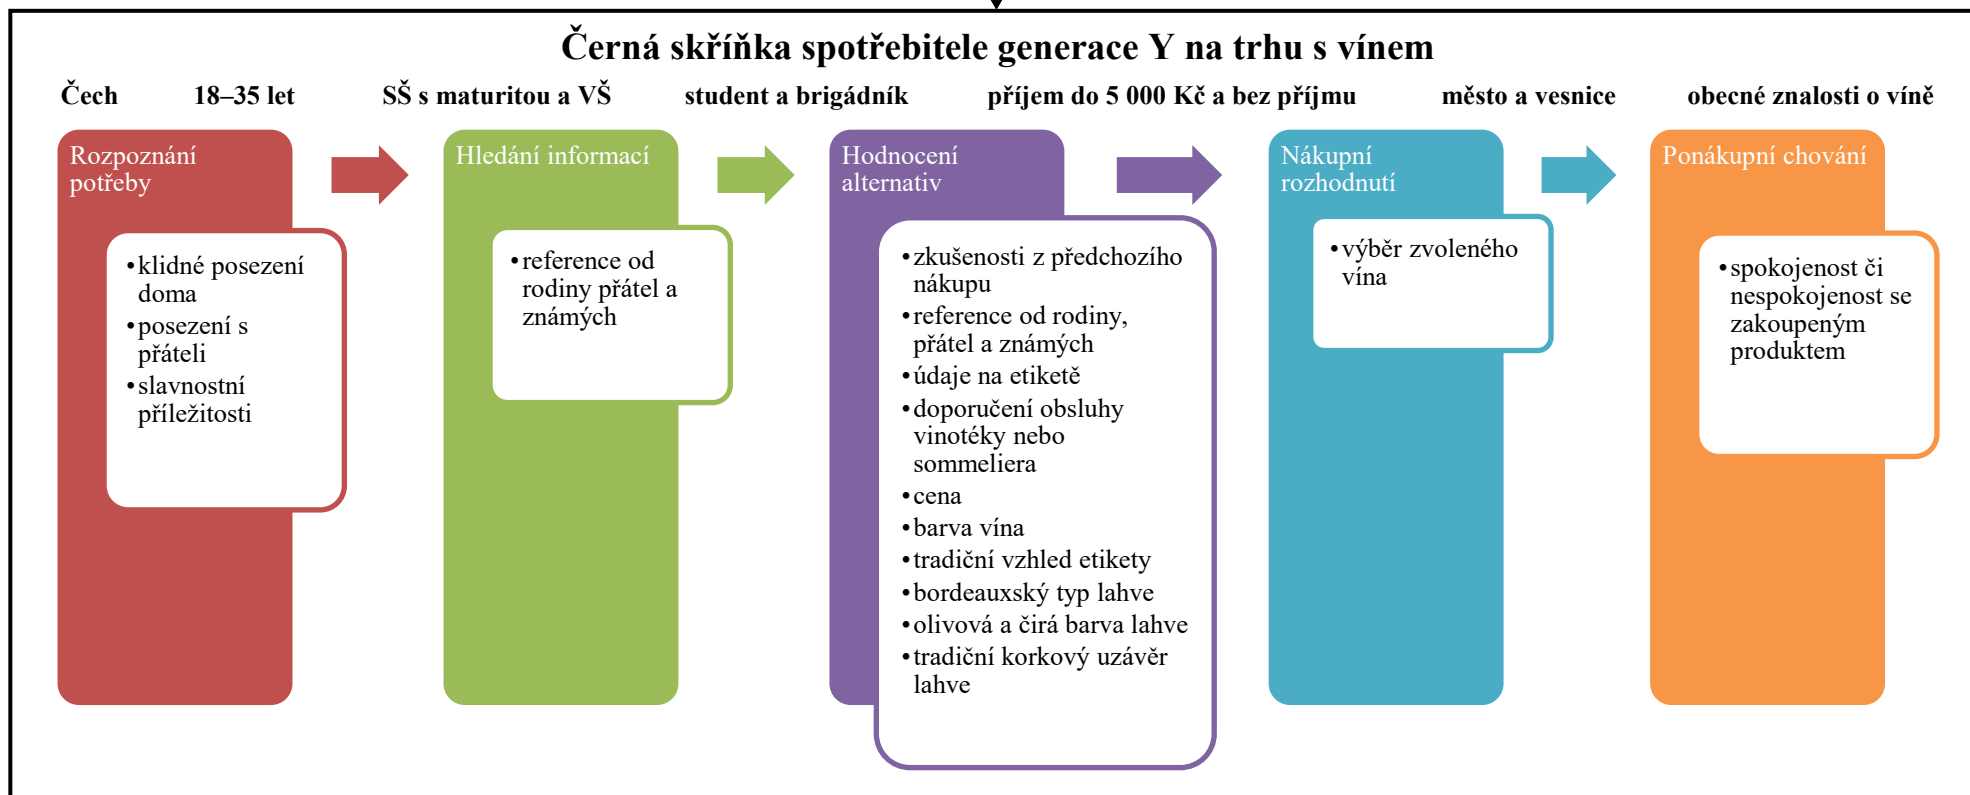 Černá skříňka spotřebitele generace Y na trhu s vínem
Čech 18–35 let SŠ s maturitou a VŠ student a brigádník příjem do 5 000 Kč a bez příjmu město a vesnice obecné znalosti o víně
Rozpoznání
potřeby
•klidné posezení
doma
•posezení s
přáteli
•slavnostní
příležitosti
Hledání informací
•reference od
rodiny přátel a
známých
Hodnocení
alternativ
•zkušenosti z předchozího
nákupu
•reference od rodiny,
přátel a známých
•údaje na etiketě
•doporučení obsluhy
vinotéky nebo
sommeliera
•cena
•barva vína
•tradiční vzhled etikety
•bordeauxský typ lahve
•olivová a čirá barva lahve
•tradiční korkový uzávěr
lahve
Nákupní
rozhodnutí
•výběr zvoleného
vína
Ponákupní chování
•spokojenost či
nespokojenost se
zakoupeným
produktem